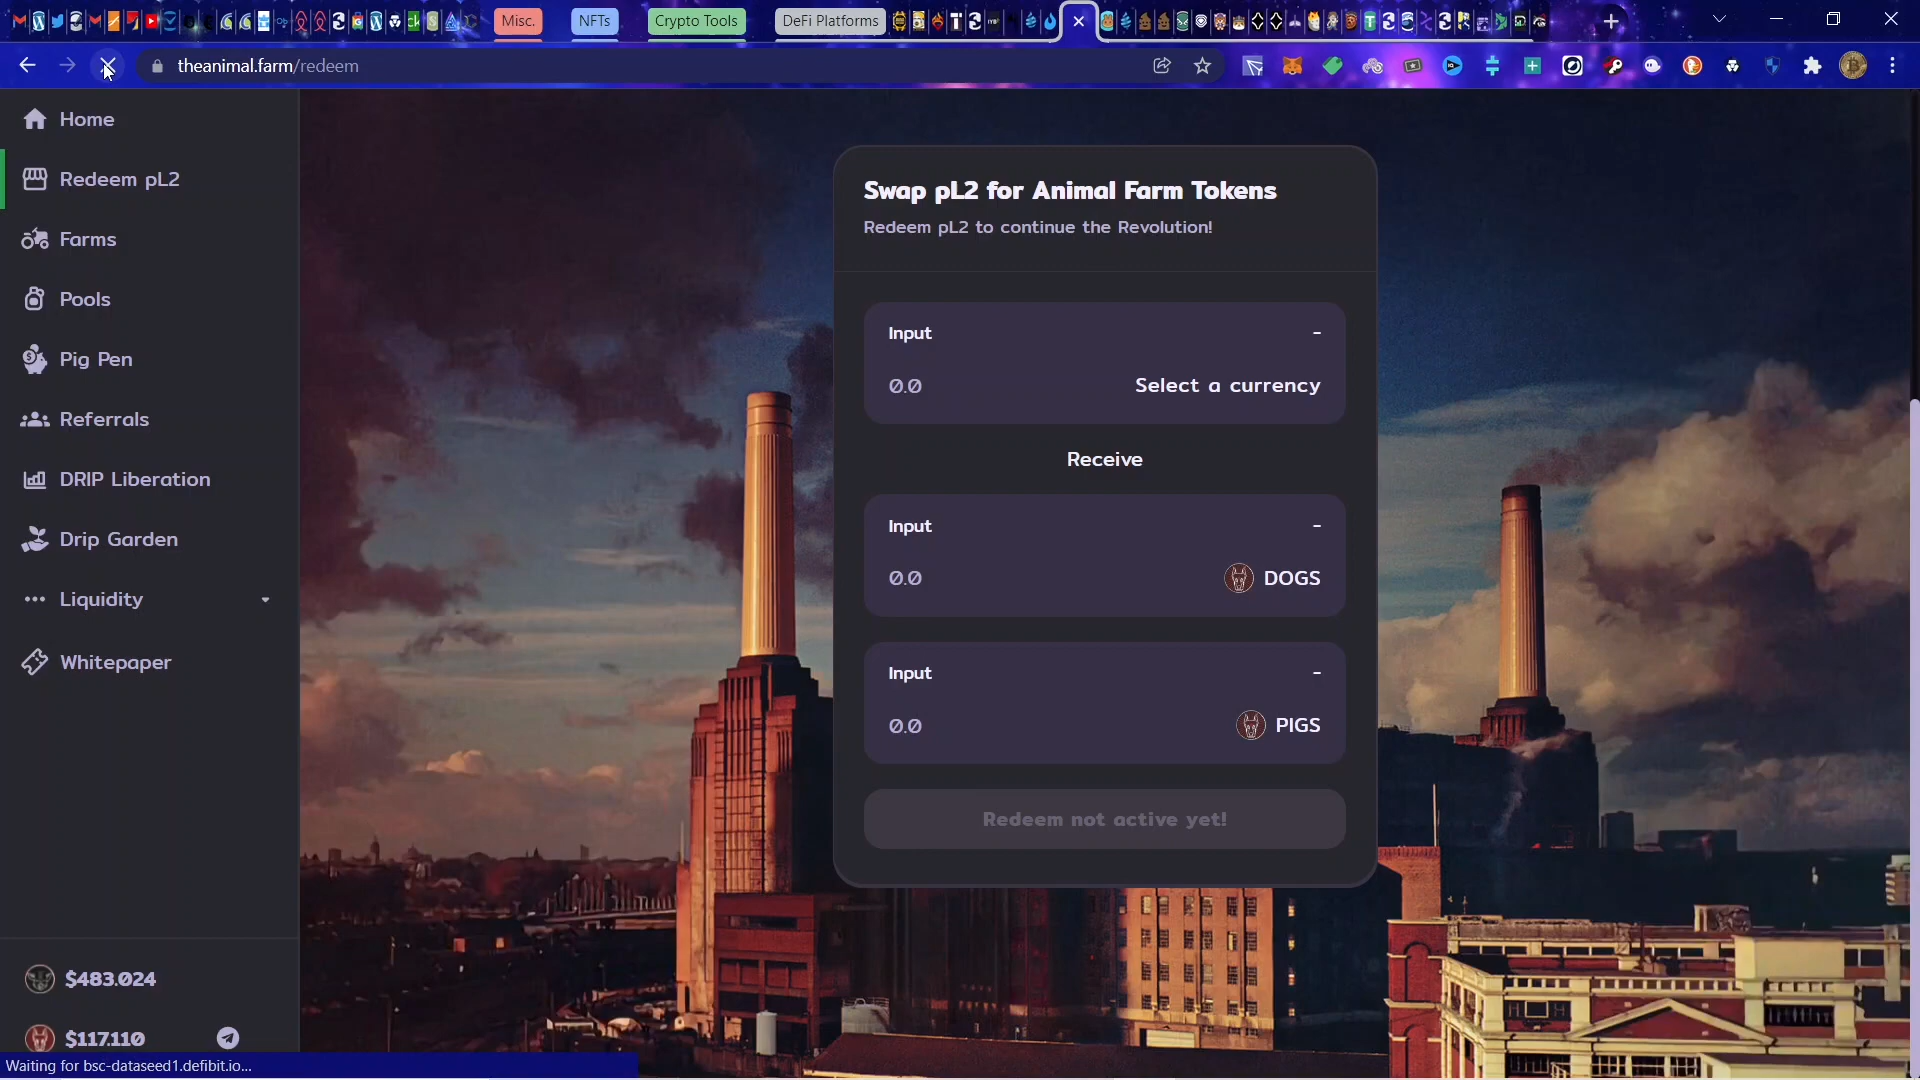 Misc.
NFTs
Crypto Tools
DeFi Platforms
theanimal.farm/redeem
Home
Redeem pL2
Farms
Pools
Pig Pen
Referrals
DRIP Liberation
Drip Garden
Liquidity
Whitepaper
$483.024
$117.110
Waiting for bsc-dataseed1.defibit.io...
Swap pL2 for Animal Farm Tokens
Redeem pL2 to continue the Revolution!
Input -
0.0 Select a currency
Receive
Input -
0.0 DOGS
Input -
0.0 PIGS
Redeem not active yet!